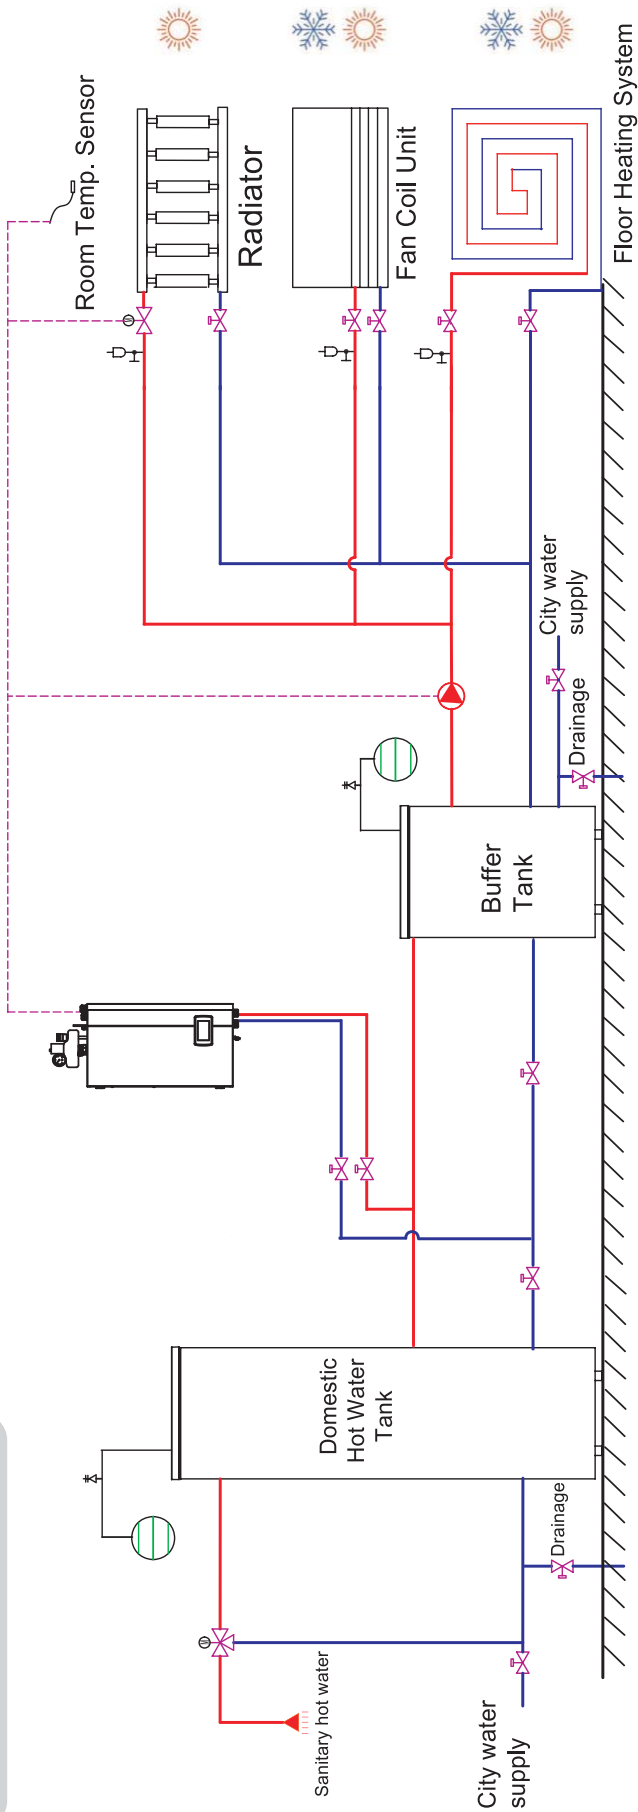 Sanitary hot water
City water
supply
Drainage
Domestic
Hot Water
Tank
Buffer
Tank
Drainage
City water
supply
Room Temp. Sensor
Radiator
Fan Coil Unit
Floor Heating System